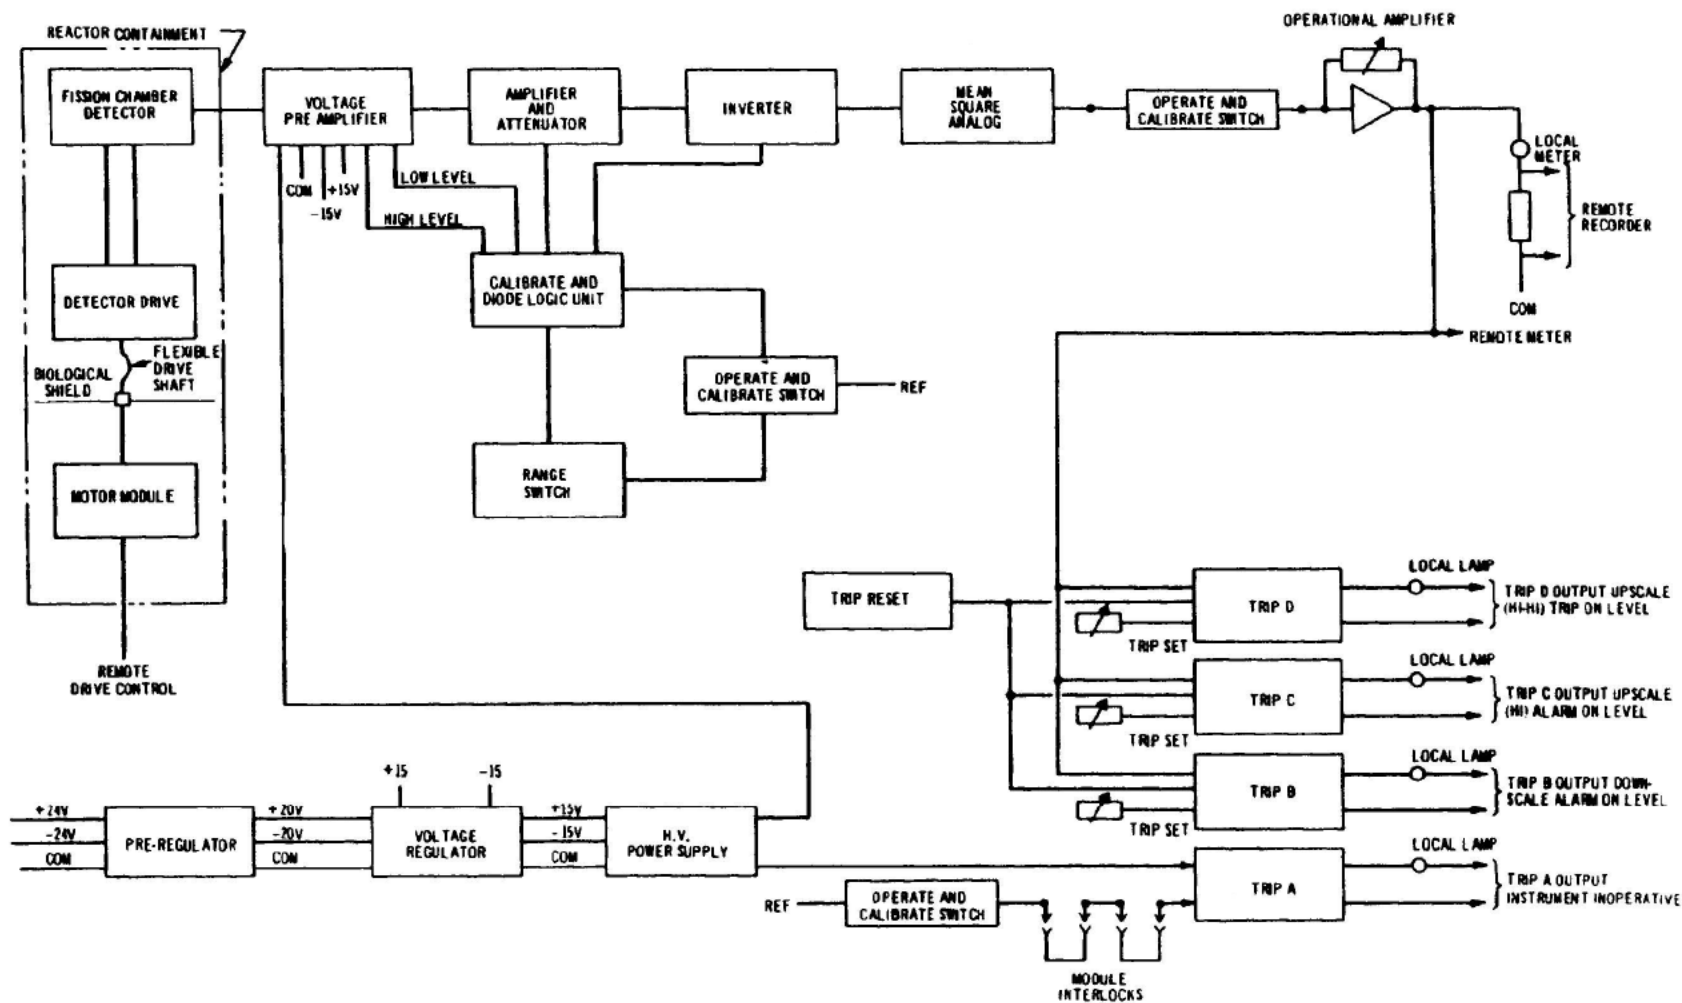 OPERATIONAL AMPLIFIER
REACTOR CONTAINMENT
FISSION CHAMBER
DETECTOR
VOLTAGE
PRE AMPLIFIER
AMPLIFIER
AND
ATTENUATOR
INVERTER
MEAN
SQUARE
ANALOG
OPERATE AND
CALIBRATE SWITCH
LOCAL
METER
COM
-15V
+15V
LOW LEVEL
HIGH LEVEL
REMOTE
RECORDER
COM
REMOTE METER
DETECTOR DRIVE
CALIBRATE AND
DIODE LOGIC UNIT
FLEXIBLE
DRIVE
SHAFT
BIOLOGICAL
SHIELD
OPERATE AND
CALIBRATE SWITCH
REF
MOTOR MODULE
RANGE
SWITCH
REMOTE
DRIVE CONTROL
TRIP RESET
TRIP D
TRIP SET
LOCAL LAMP
TRIP D OUTPUT UPSCALE
(HI-HI) TRIP ON LEVEL
TRIP C
TRIP SET
LOCAL LAMP
TRIP C OUTPUT UPSCALE
(HI) ALARM ON LEVEL
TRIP B
TRIP SET
LOCAL LAMP
TRIP B OUTPUT DOWN-
SCALE ALARM ON LEVEL
+24V
-24V
COM
PRE-REGULATOR
+20V
-20V
COM
+15
-15
VOLTAGE
REGULATOR
+15V
-15V
COM
H.V.
POWER SUPPLY
TRIP A
LOCAL LAMP
TRIP A OUTPUT
INSTRUMENT INOPERATIVE
REF
OPERATE AND
CALIBRATE SWITCH
MODULE
INTERLOCKS